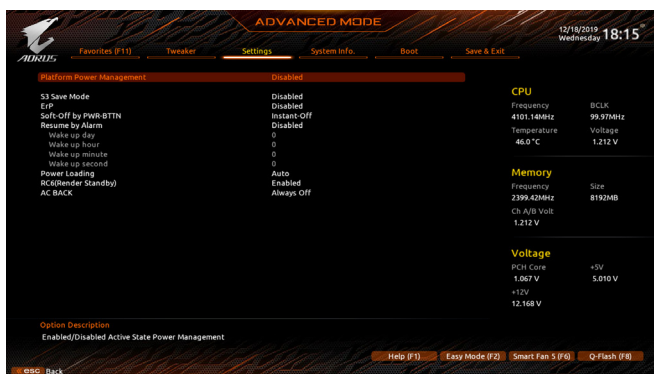 ADVANCED MODE
12/18/2019 Wednesday 18:15
AORUS
Favorites (F11) Tweaker Settings System Info. Boot Save & Exit
Platform Power Management Disabled
S3 Save Mode Disabled
ErP Disabled
Soft-Off by PWR-BTTN Instant-Off
Resume by Alarm Disabled
Wake up day 0
Wake up hour 0
Wake up minute 0
Wake up second 0
Power Loading Auto
RC6(Render Standby) Enabled
AC BACK Always Off
CPU
Frequency BCLK
4101.14MHz 99.97MHz
Temperature Voltage
46.0 °C 1.212 V
Memory
Frequency Size
2399.42MHz 8192MB
Ch A/B Volt
1.212 V
Voltage
PCH Core +5V
1.067 V 5.010 V
+12V
12.168 V
Option Description
Enabled/Disabled Active State Power Management
Help (F1) Easy Mode (F2) Smart Fan 5 (F6) Q-Flash (F8)
esc Back